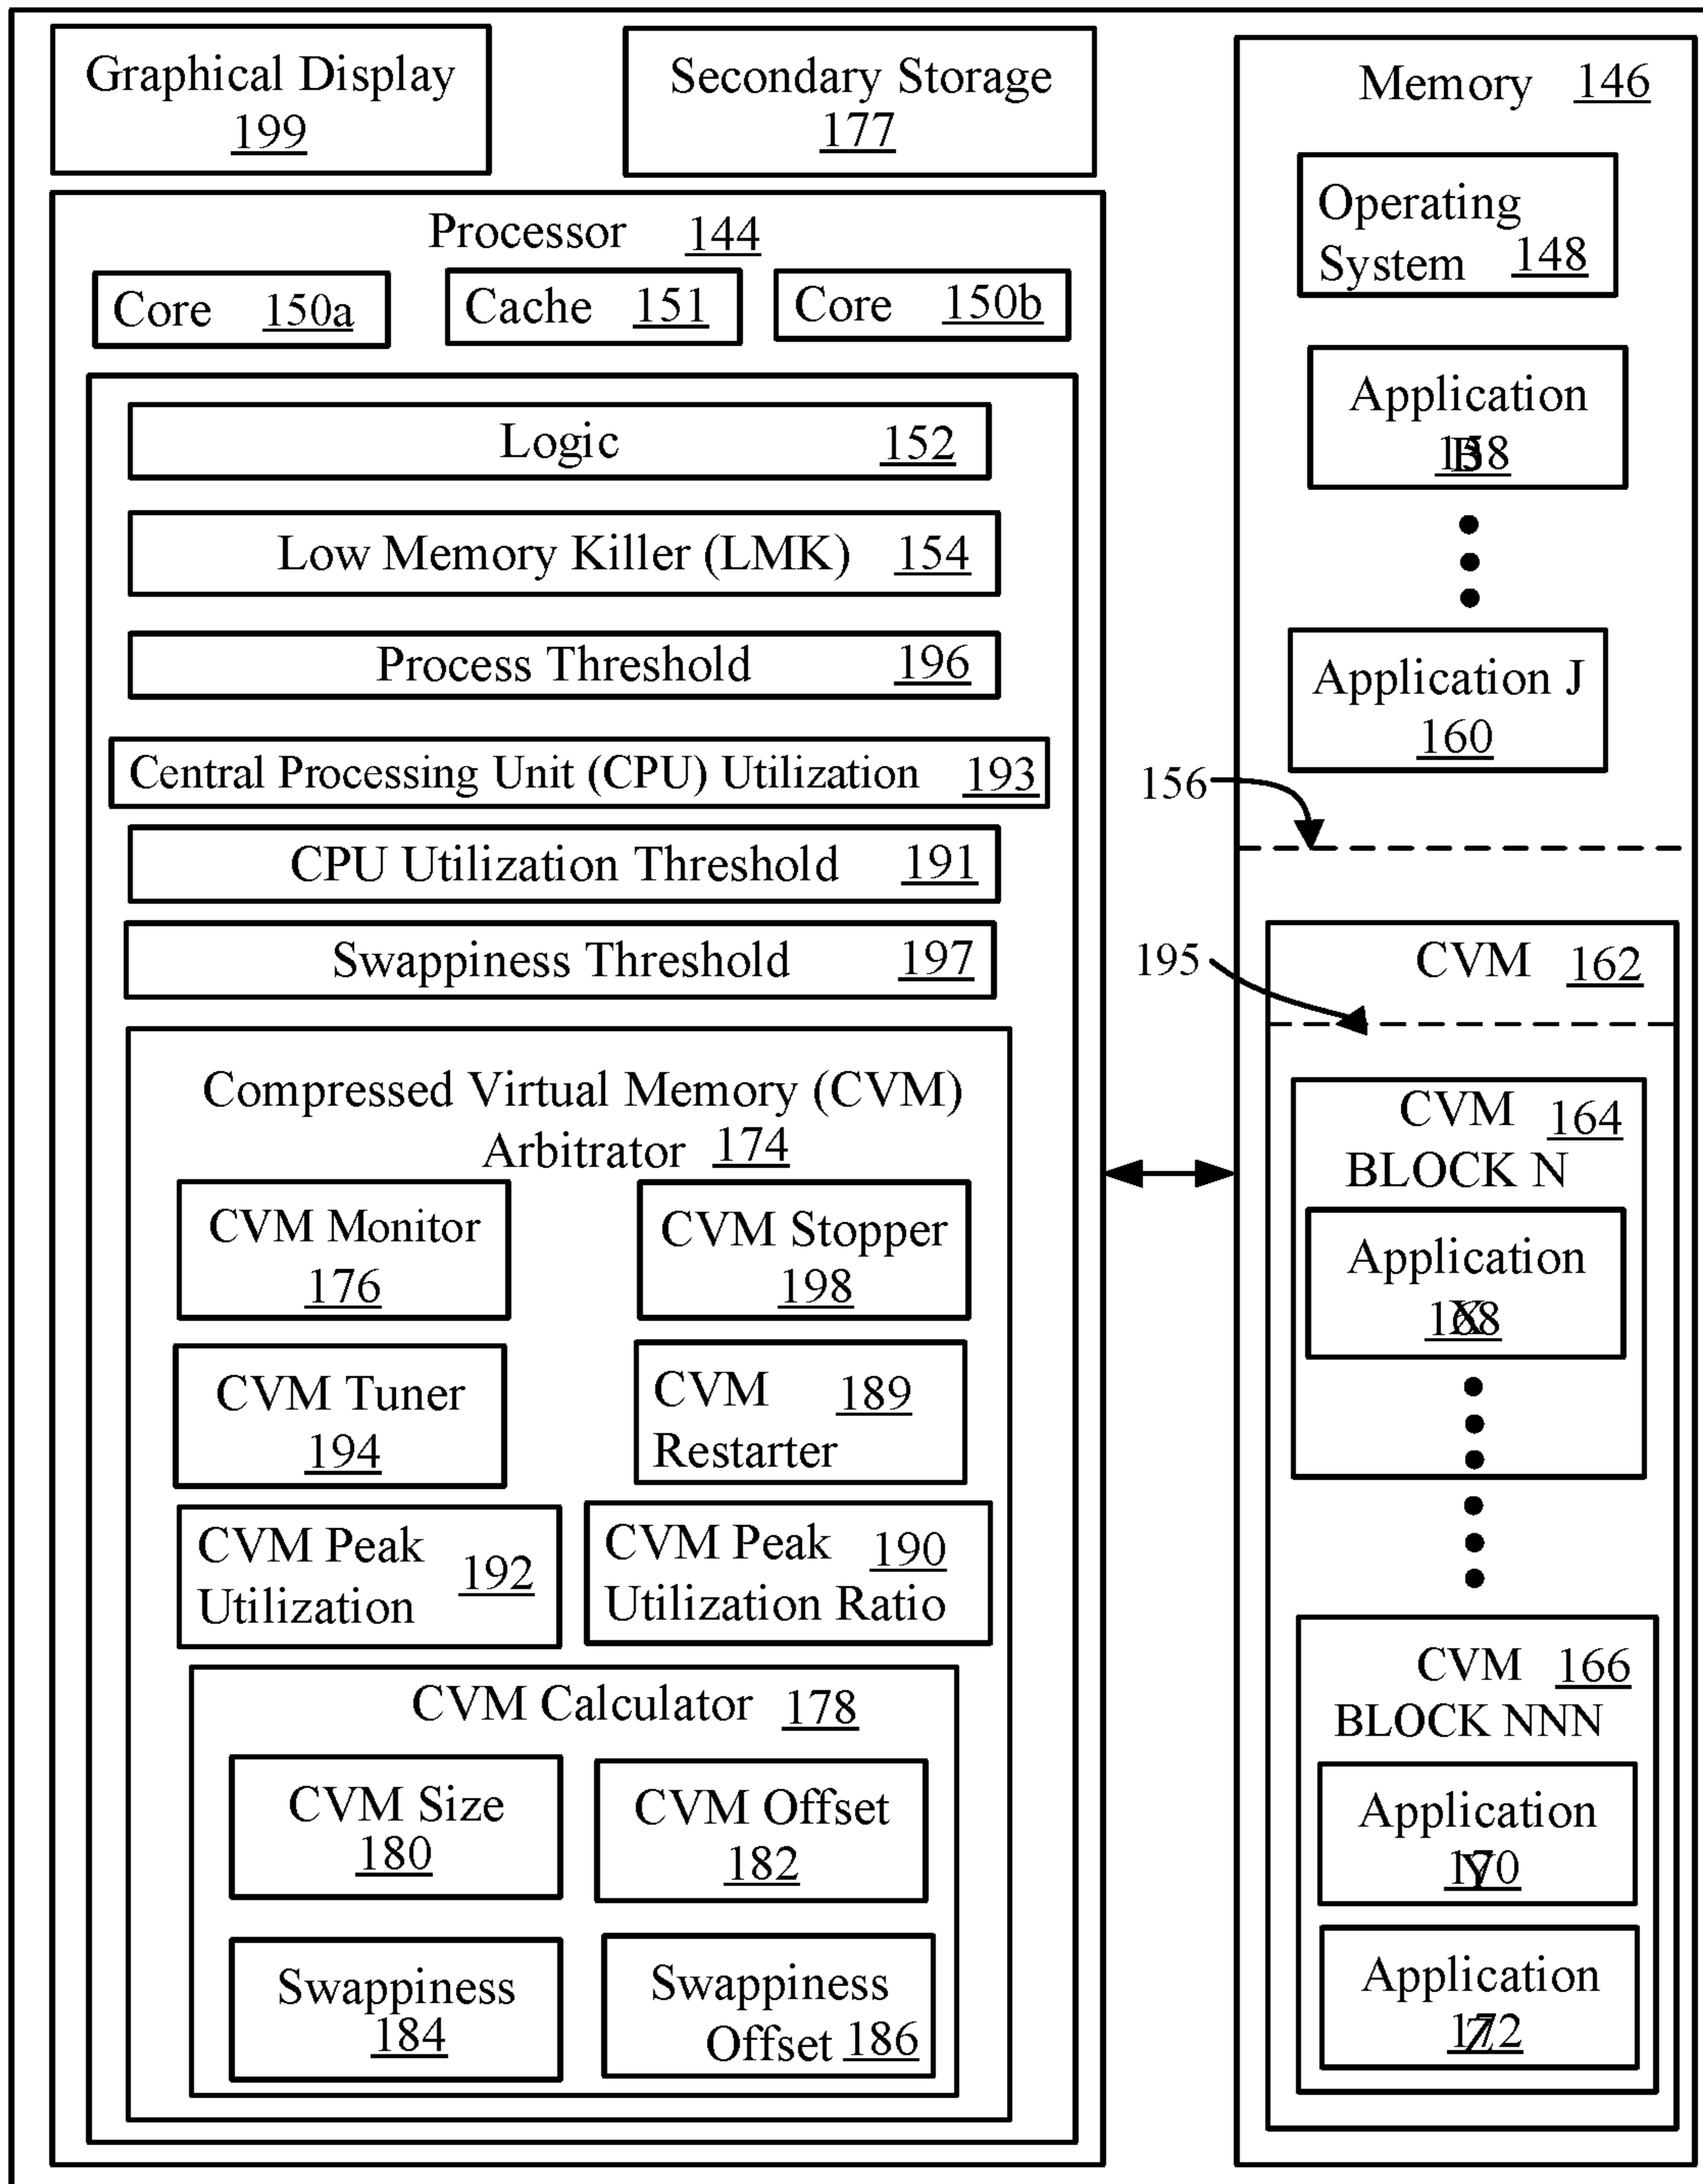 Graphical Display
199
Secondary Storage
177
Processor 144
Core 150a
Cache 151
Core 150b
Logic 152
Low Memory Killer (LMK) 154
Process Threshold 196
Central Processing Unit (CPU) Utilization 193
CPU Utilization Threshold 191
Swappiness Threshold 197
Compressed Virtual Memory (CVM)
Arbitrator 174
CVM Monitor
176
CVM Stopper
198
CVM Tuner
194
CVM 189
Restarter
CVM Peak 192
Utilization
CVM Peak 190
Utilization Ratio
CVM Calculator 178
CVM Size
180
CVM Offset
182
Swappiness
184
Swappiness
Offset 186
Memory 146
Operating
System 148
Application
B
158
Application J
160
156
195
CVM 162
CVM 164
BLOCK N
Application
X
168
CVM 166
BLOCK NNN
Application
Y
170
Application
Z
172